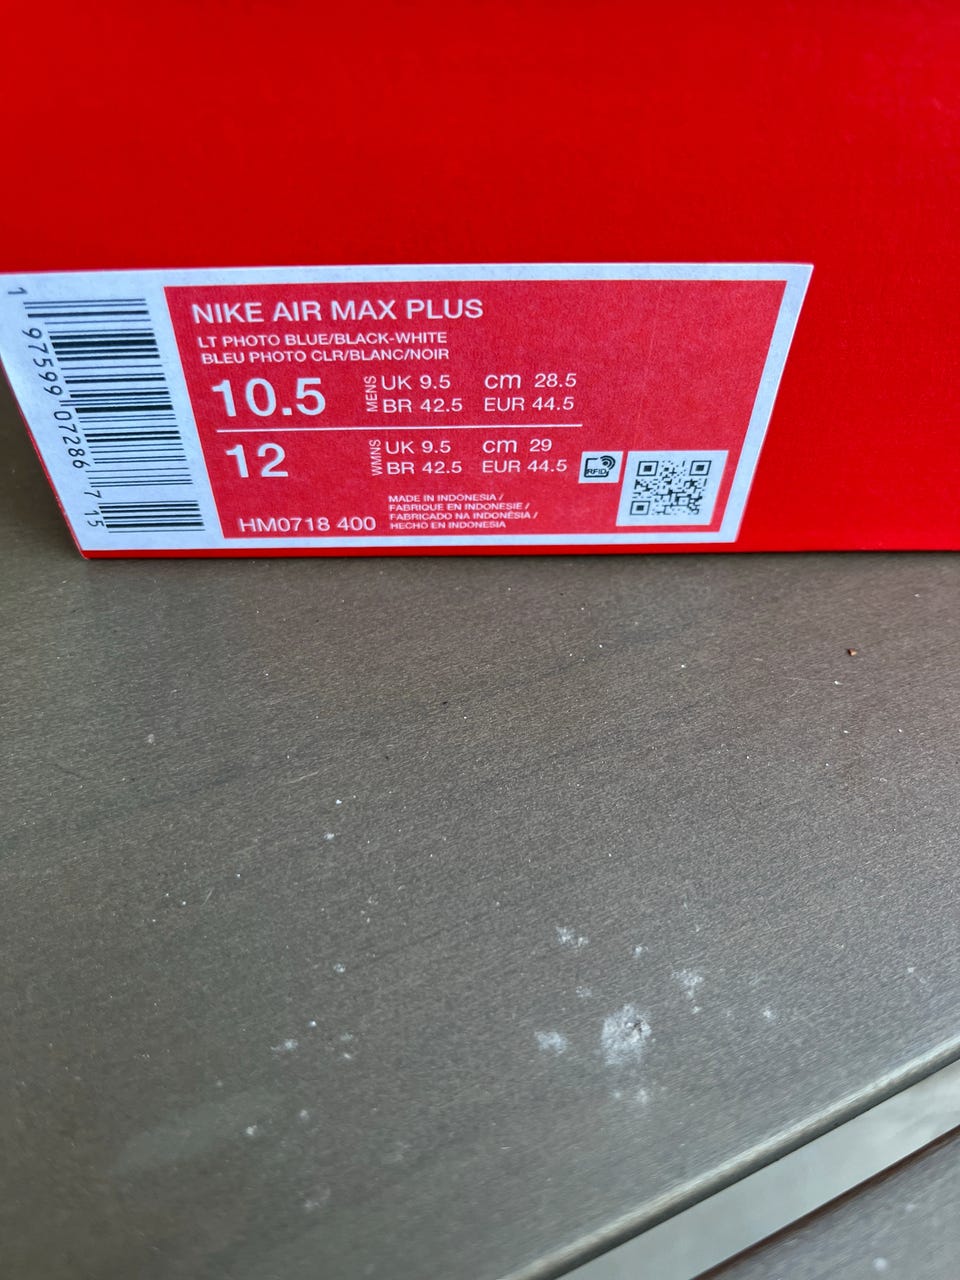 NIKE AIR MAX PLUS
LT PHOTO BLUE/BLACK-WHITE
BLEU PHOTO CLR/BLANC/NOIR
10.5 MENS UK 9.5 cm 28.5
BR 42.5 EUR 44.5
12 WMNS UK 9.5 cm 29
BR 42.5 EUR 44.5
RFID
HM0718 400
MADE IN INDONESIA /
FABRIQUE EN INDONESIE /
FABRICADO NA INDONÉSIA /
HECHO EN INDONESIA
1 97599 07286 7 15